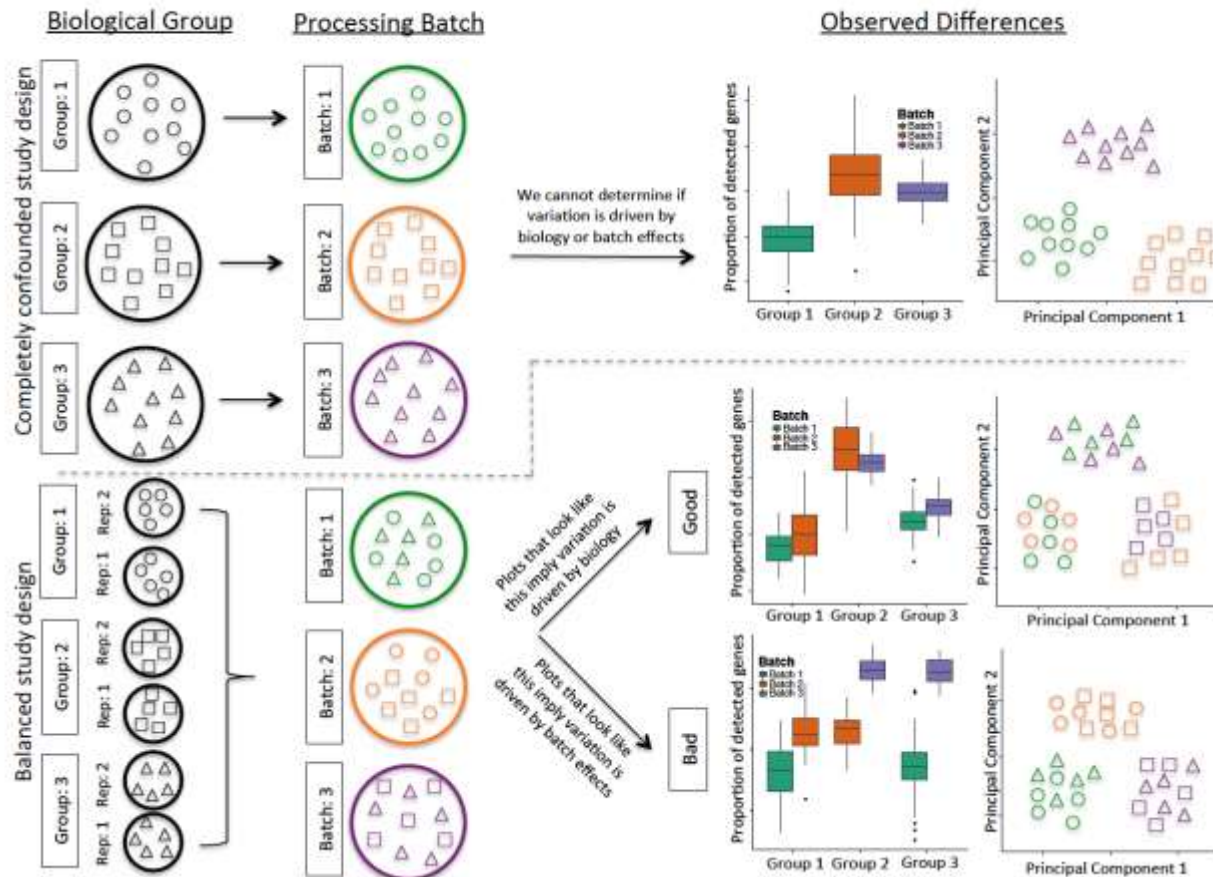 Biological Group
Processing Batch
Observed Differences
Completely confounded study design
Group: 1
Batch: 1
Group: 2
Batch: 2
Group: 3
Batch: 3
We cannot determine if
variation is driven by
biology or batch effects
Proportion of detected genes
Batch
Batch 1
Batch 2
Batch 3
Group 1 Group 2 Group 3
Principal Component 2
Principal Component 1
Balanced study design
Group: 1
Rep: 2
Rep: 1
Group: 2
Rep: 2
Rep: 1
Group: 3
Rep: 2
Rep: 1
Batch: 1
Batch: 2
Batch: 3
Plots that look like
this imply variation is
driven by biology
Good
Plots that look like
this imply variation is
driven by batch effects
Bad
Proportion of detected genes
Batch
Batch 1
Group 1 Group 2 Group 3
Principal Component 2
Principal Component 1
Proportion of detected genes
Batch
Batch 1
Group 1 Group 2 Group 3
Principal Component 2
Principal Component 1